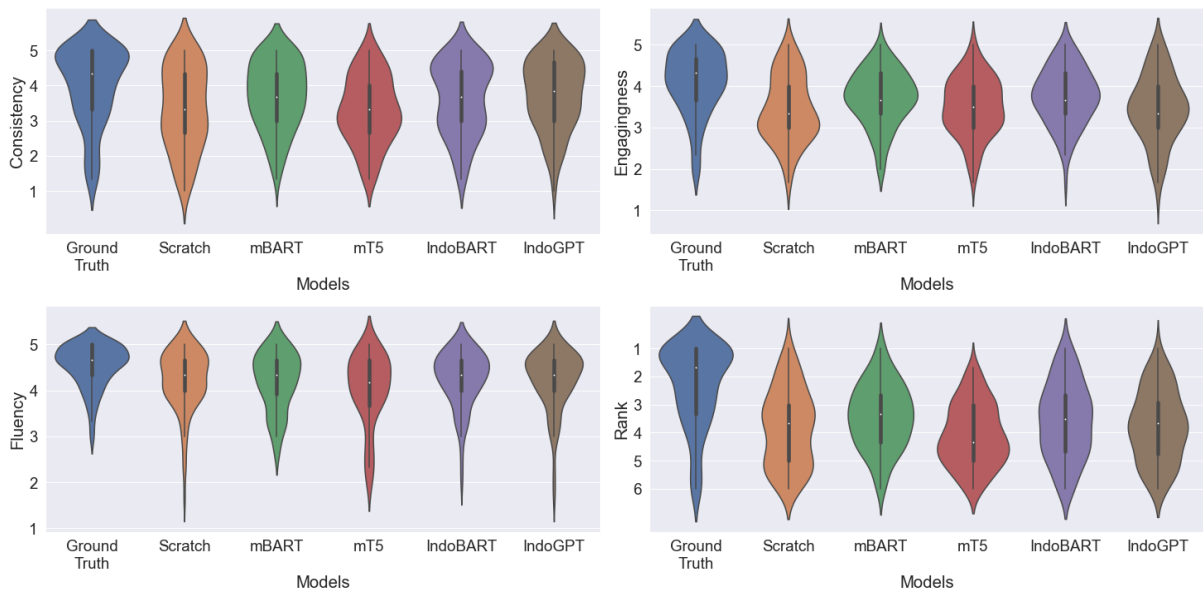 Consistency
5
4
3
2
1
Ground Truth
Scratch
mBART
mT5
IndoBART
IndoGPT
Models
Engagingness
5
4
3
2
1
Ground Truth
Scratch
mBART
mT5
IndoBART
IndoGPT
Models
Fluency
5
4
3
2
1
Ground Truth
Scratch
mBART
mT5
IndoBART
IndoGPT
Models
Rank
1
2
3
4
5
6
Ground Truth
Scratch
mBART
mT5
IndoBART
IndoGPT
Models